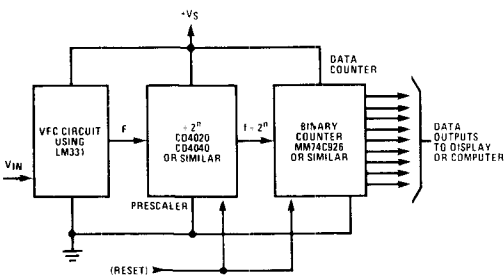 +VS
DATA
COUNTER
VFC CIRCUIT
USING
LM331
F
÷ 2n
CD4020
CD4040
OR SIMILAR
f ÷ 2n
BINARY
COUNTER
MM74C926
OR SIMILAR
DATA
OUTPUTS
TO DISPLAY
OR COMPUTER
VIN
PRESCALER
(RESET)